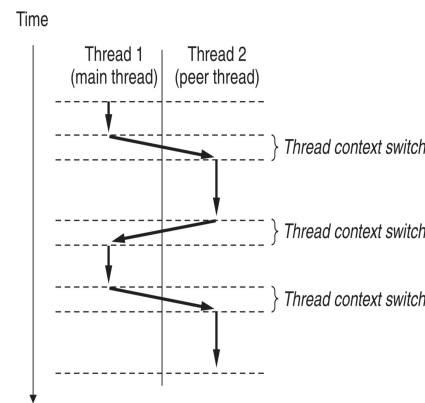 Time
Thread 1
(main thread)
Thread 2
(peer thread)
Thread context switch
Thread context switch
Thread context switch